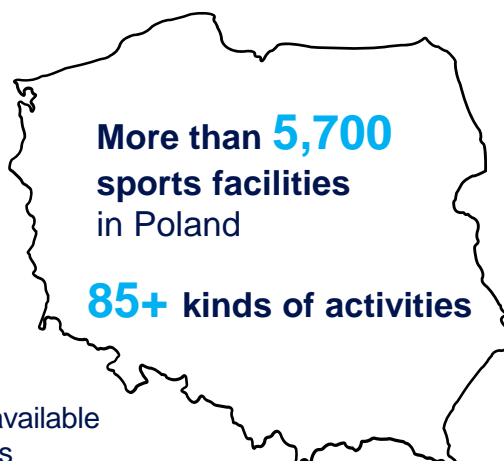 More than 5,700
sports facilities
in Poland
85+ kinds of activities
available
s